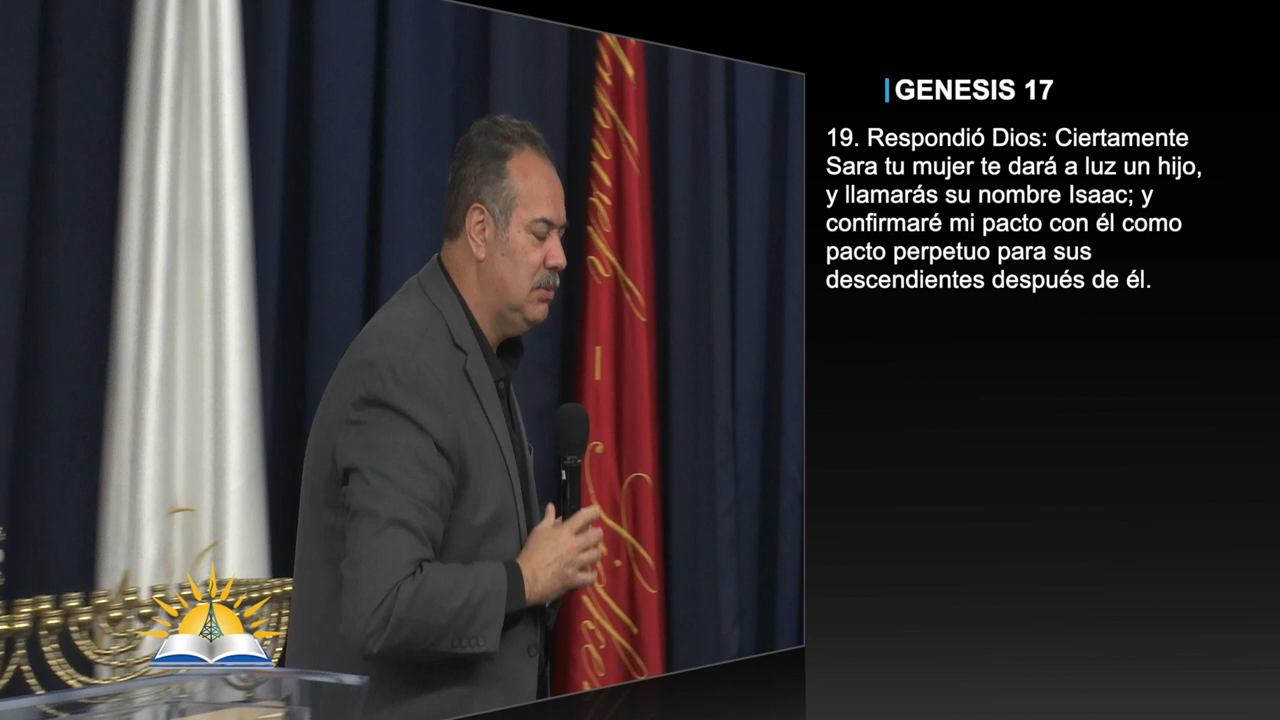 GENESIS 17
19. Respondió Dios: Ciertamente
Sara tu mujer te dará a luz un hijo,
y llamarás su nombre Isaac; y
confirmaré mi pacto con él como
pacto perpetuo para sus
descendientes después de él.